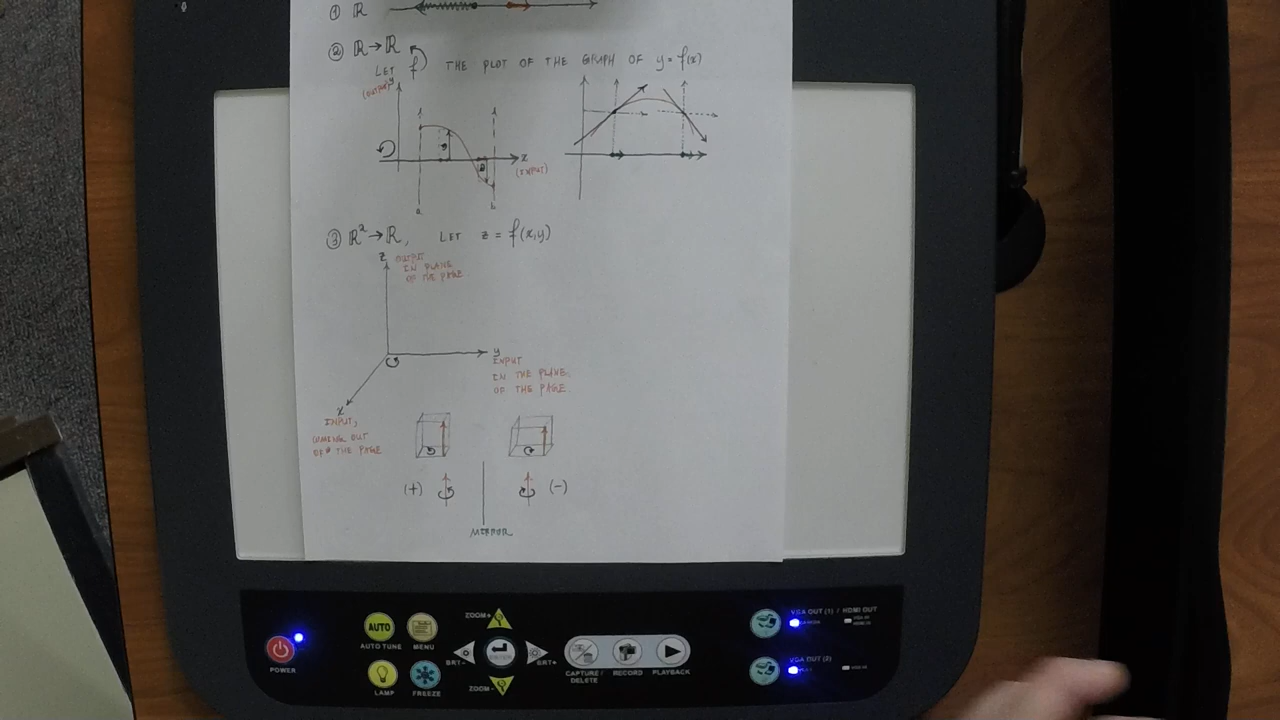 ① ℝ
② ℝ→ℝ
LET f THE PLOT OF THE GRAPH OF y = f(x)
y
(OUTPUT)
x
(INPUT)
a b
③ ℝ²→ℝ, LET z = f(x,y)
z OUTPUT
IN PLANE
OF THE PAGE
y
INPUT
IN THE PLANE
OF THE PAGE
x
INPUT,
COMING OUT
OF THE PAGE
(+) (-)
MIRROR
POWER
AUTO
AUTO TUNE
MENU
LAMP
FREEZE
ZOOM+
BRT-
BRT+
ZOOM-
CAPTURE /
DELETE
RECORD
PLAYBACK
VGA OUT (1) / HDMI OUT
VGA OUT (2)